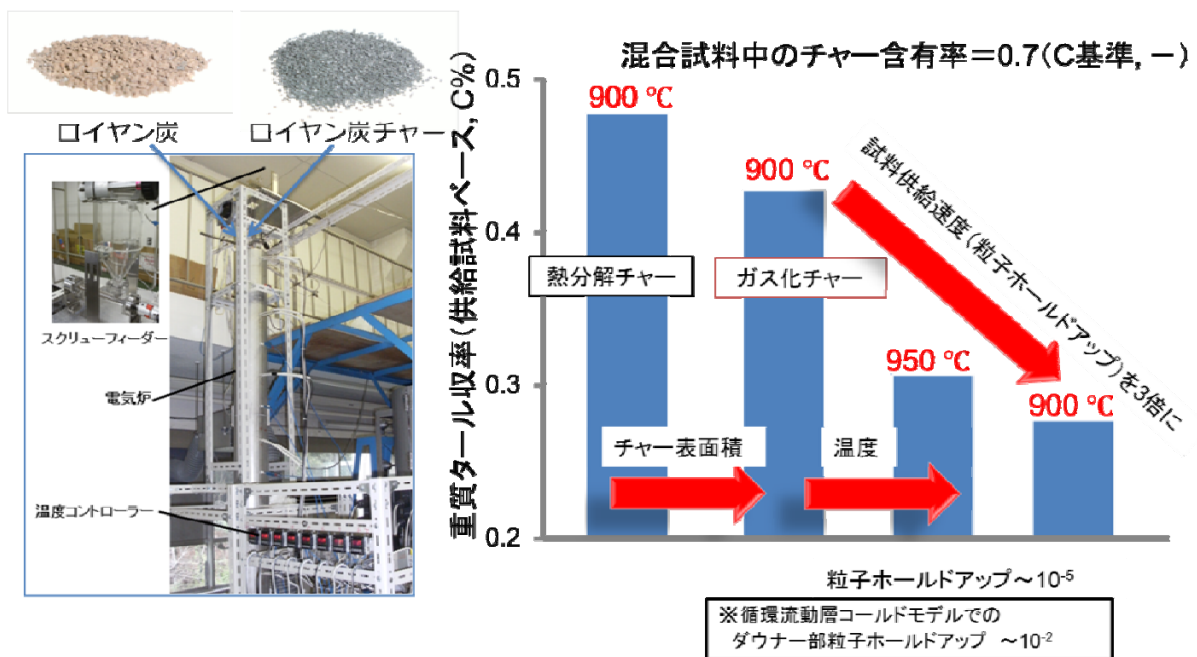 ロイヤン炭
ロイヤン炭チャー
スクリューフィーダー
電気炉
温度コントローラー
混合試料中のチャー含有率＝0.7(C基準, －)
重質タール収率(供給試料ベース, C%)
0.5
0.4
0.3
0.2
900 ℃
900 ℃
950 ℃
900 ℃
熱分解チャー
ガス化チャー
試料供給速度(粒子ホールドアップ)を3倍に
チャー表面積
温度
粒子ホールドアップ～10⁻⁵
※循環流動層コールドモデルでの
ダウナー部粒子ホールドアップ ～10⁻²